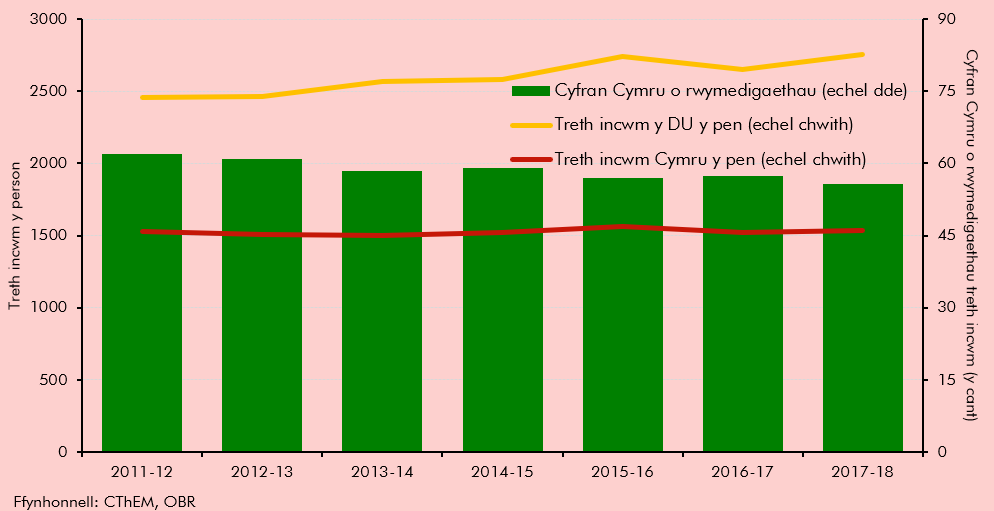 3000
2500
2000
1500
1000
500
0
Treth incwm y person
90
75
60
45
30
15
0
Cyfran Cymru o rwymedigaethau treth incwm (y cant)
Cyfran Cymru o rwymedigaethau (echel dde)
Treth incwm y DU y pen (echel chwith)
Treth incwm Cymru y pen (echel chwith)
2011-12 2012-13 2013-14 2014-15 2015-16 2016-17 2017-18
Ffynhonnell: CThEM, OBR